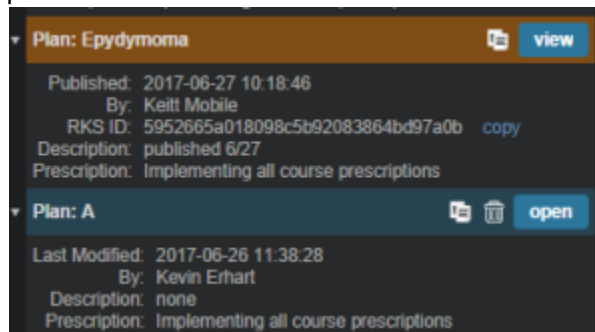 Plan: Epydymoma view
Published: 2017-06-27 10:18:46
By: Keitt Mobile
RKS ID: 5952665a018098c5b92083864bd97a0b copy
Description: published 6/27
Prescription: Implementing all course prescriptions
Plan: A open
Last Modified: 2017-06-26 11:38:28
By: Kevin Erhart
Description: none
Prescription: Implementing all course prescriptions